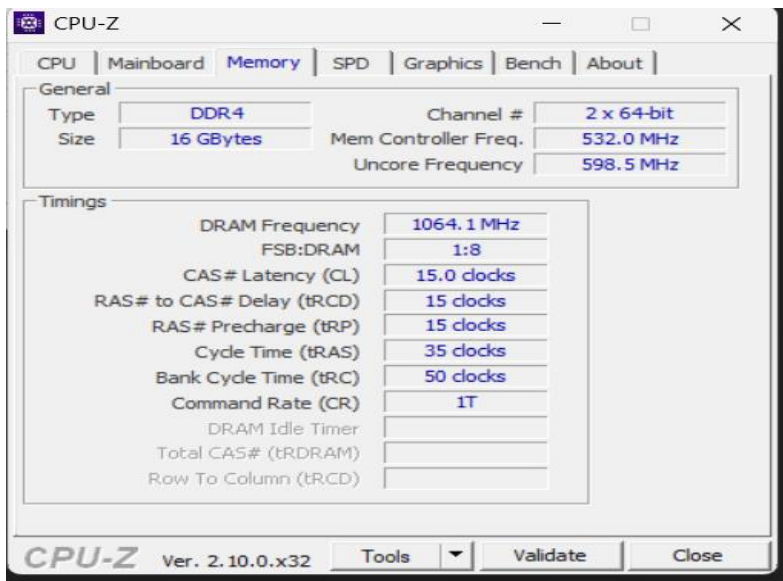 CPU-Z
CPU Mainboard Memory SPD Graphics Bench About
General
Type DDR4 Channel # 2 x 64-bit
Size 16 GBytes Mem Controller Freq. 532.0 MHz
Uncore Frequency 598.5 MHz
Timings
DRAM Frequency 1064.1 MHz
FSB:DRAM 1:8
CAS# Latency (CL) 15.0 clocks
RAS# to CAS# Delay (tRCD) 15 clocks
RAS# Precharge (tRP) 15 clocks
Cycle Time (tRAS) 35 clocks
Bank Cycle Time (tRC) 50 clocks
Command Rate (CR) 1T
DRAM Idle Timer
Total CAS# (tRDRAM)
Row To Column (tRCD)
CPU-Z Ver. 2.10.0.x32 Tools Validate Close